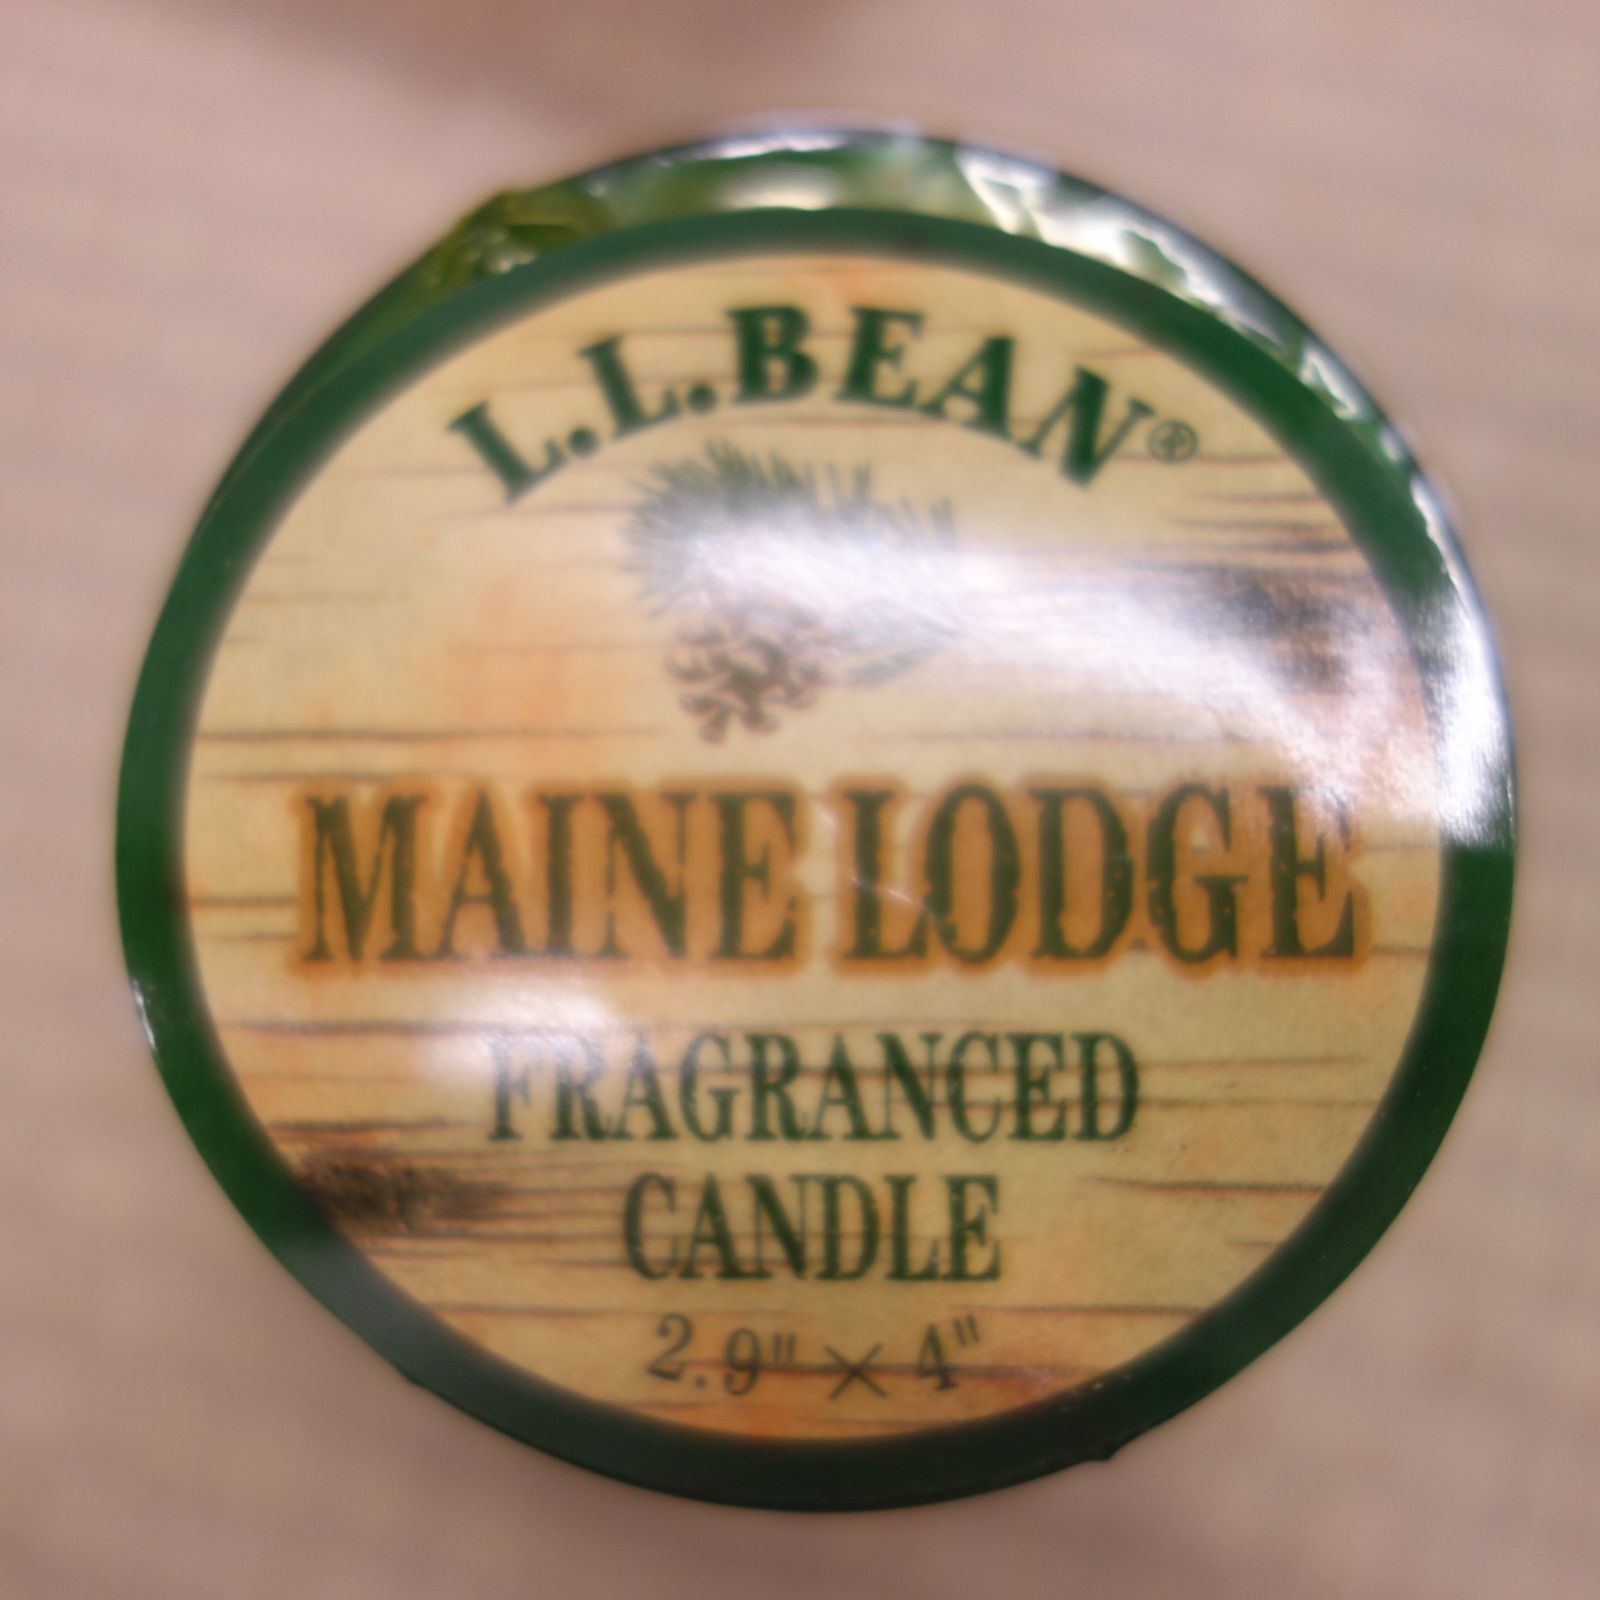 L.L.BEAN®
MAINE LODGE
FRAGRANCED
CANDLE
2.9" × 4"